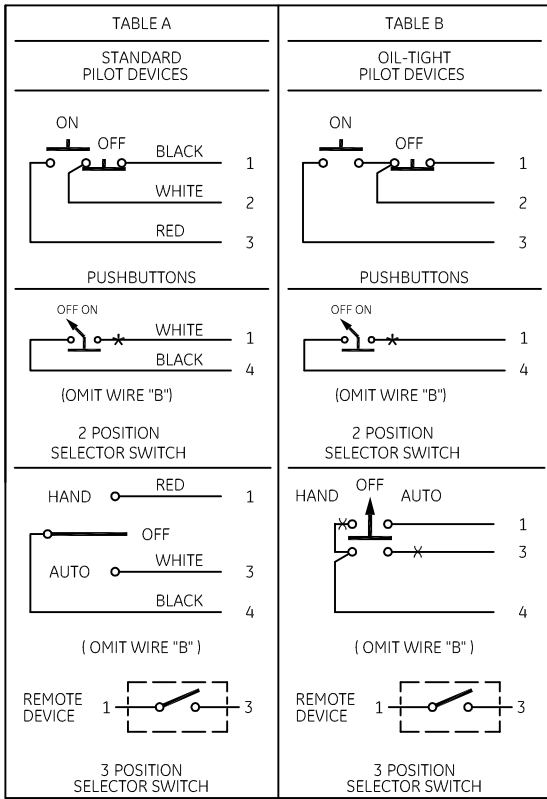 TABLE A
STANDARD
PILOT DEVICES
ON
OFF
BLACK
1
WHITE
2
RED
3
PUSHBUTTONS
OFF ON
WHITE
1
BLACK
4
(OMIT WIRE "B")
2 POSITION
SELECTOR SWITCH
HAND
RED
1
OFF
AUTO
WHITE
3
BLACK
4
( OMIT WIRE "B" )
REMOTE
DEVICE
1
3
3 POSITION
SELECTOR SWITCH
TABLE B
OIL-TIGHT
PILOT DEVICES
ON
OFF
1
2
3
PUSHBUTTONS
OFF ON
1
4
(OMIT WIRE "B")
2 POSITION
SELECTOR SWITCH
HAND
OFF
AUTO
1
3
4
( OMIT WIRE "B" )
REMOTE
DEVICE
1
3
3 POSITION
SELECTOR SWITCH